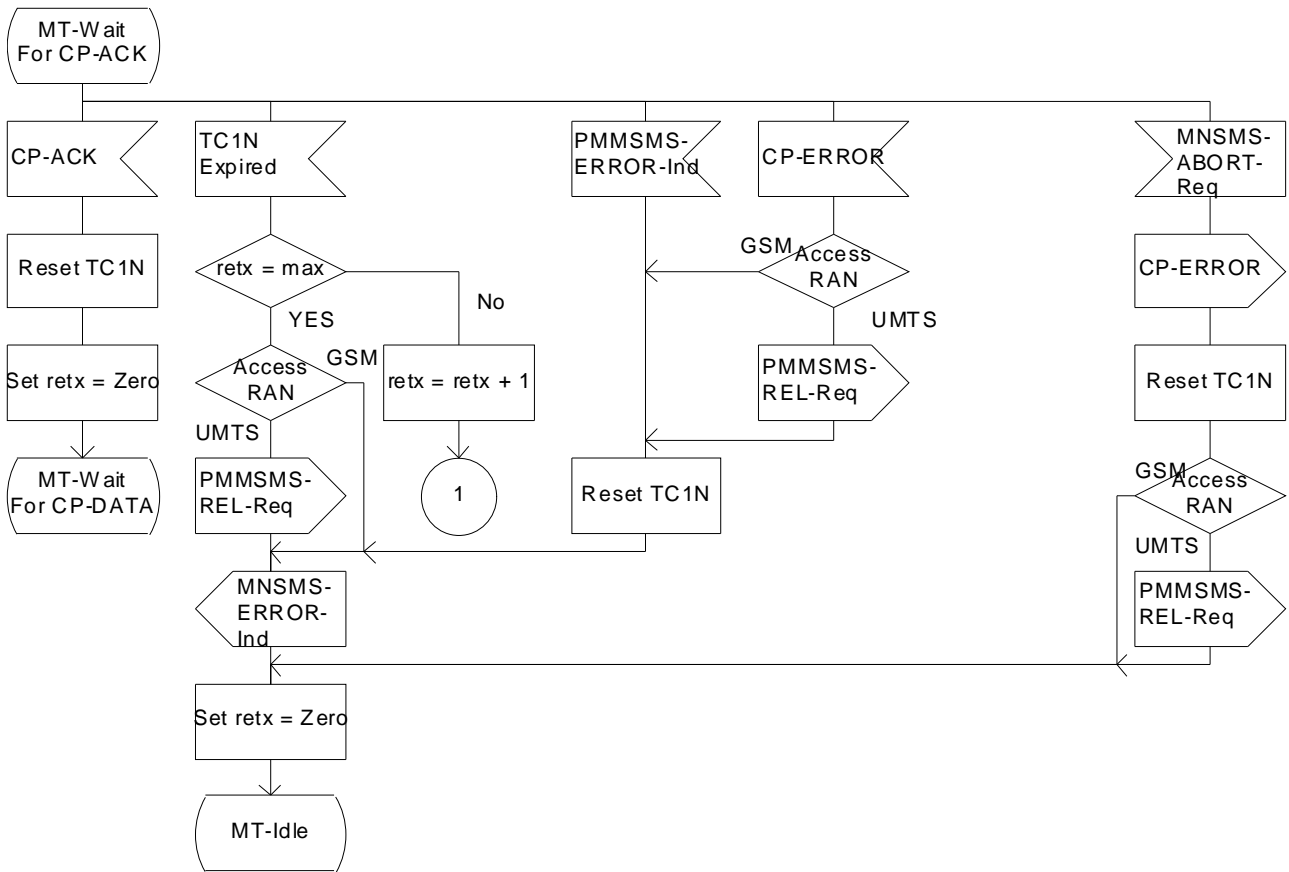 MT-Wait
For CP-ACK
CP-ACK
TC1N
Expired
PMMSMS-
ERROR-Ind
CP-ERROR
MNSMS-
ABORT-
Req
Reset TC1N
retx = max
No
YES
GSM
Access
RAN
UMTS
CP-ERROR
Set retx = Zero
Access
RAN
GSM
UMTS
retx = retx + 1
PMMSMS-
REL-Req
Reset TC1N
MT-Wait
For CP-DATA
PMMSMS-
REL-Req
1
Reset TC1N
GSM
Access
RAN
UMTS
MNSMS-
ERROR-
Ind
PMMSMS-
REL-Req
Set retx = Zero
MT-Idle